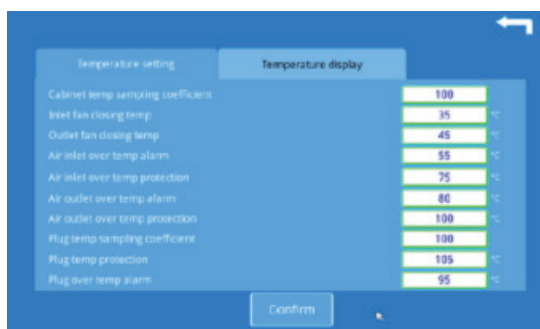 Temperature setting Temperature display
Cabinet temp sampling coefficient 100
Inlet fan closing temp 35 °C
Outlet fan closing temp 45 °C
Air inlet over temp alarm 55 °C
Air inlet over temp protection 75 °C
Air outlet over temp alarm 80 °C
Air outlet over temp protection 100 °C
Plug temp sampling coefficient 100
Plug temp protection 105 °C
Plug over temp alarm 95 °C
Confirm